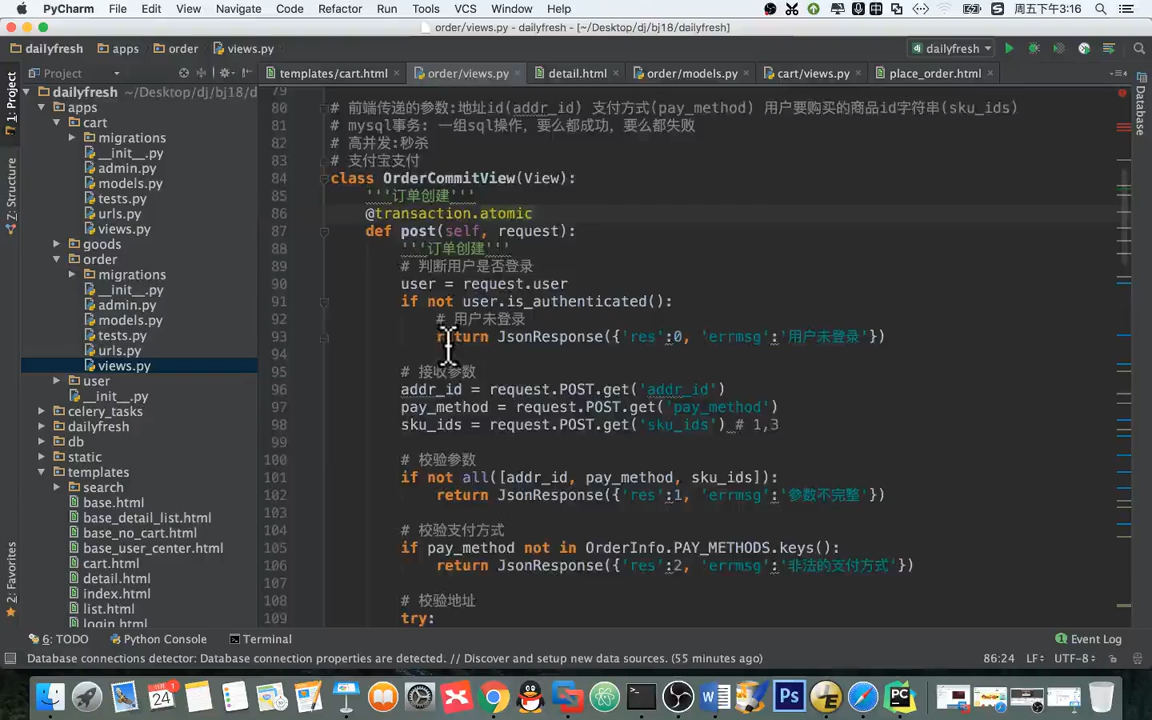 PyCharm File Edit View Navigate Code Refactor Run Tools VCS Window Help 周五下午3:16
order/views.py - dailyfresh - [~/Desktop/dj/bj18/dailyfresh]
dailyfresh apps order views.py dailyfresh
Project templates/cart.html order/views.py detail.html order/models.py cart/views.py place_order.html
1: Project
Z: Structure
2: Favorites
Database
dailyfresh ~/Desktop/dj/bj18/d
apps
cart
migrations
__init__.py
admin.py
models.py
tests.py
urls.py
views.py
goods
order
migrations
__init__.py
admin.py
models.py
tests.py
urls.py
views.py
user
__init__.py
celery_tasks
dailyfresh
db
static
templates
search
base.html
base_detail_list.html
base_no_cart.html
base_user_center.html
cart.html
detail.html
index.html
list.html
login.html
79
80 # 前端传递的参数:地址id(addr_id) 支付方式(pay_method) 用户要购买的商品id字符串(sku_ids)
81 # mysql事务: 一组sql操作，要么都成功，要么都失败
82 # 高并发:秒杀
83 # 支付宝支付
84 class OrderCommitView(View):
85 '''订单创建'''
86 @transaction.atomic
87 def post(self, request):
88 '''订单创建'''
89 # 判断用户是否登录
90 user = request.user
91 if not user.is_authenticated():
92 # 用户未登录
93 return JsonResponse({'res':0, 'errmsg':'用户未登录'})
94
95 # 接收参数
96 addr_id = request.POST.get('addr_id')
97 pay_method = request.POST.get('pay_method')
98 sku_ids = request.POST.get('sku_ids') # 1,3
99
100 # 校验参数
101 if not all([addr_id, pay_method, sku_ids]):
102 return JsonResponse({'res':1, 'errmsg':'参数不完整'})
103
104 # 校验支付方式
105 if pay_method not in OrderInfo.PAY_METHODS.keys():
106 return JsonResponse({'res':2, 'errmsg':'非法的支付方式'})
107
108 # 校验地址
109 try:
6: TODO Python Console Terminal Event Log
Database connections detector: Database connection properties are detected. // Discover and setup new data sources. (55 minutes ago) 86:24 LF UTF-8
24
W Ps PC